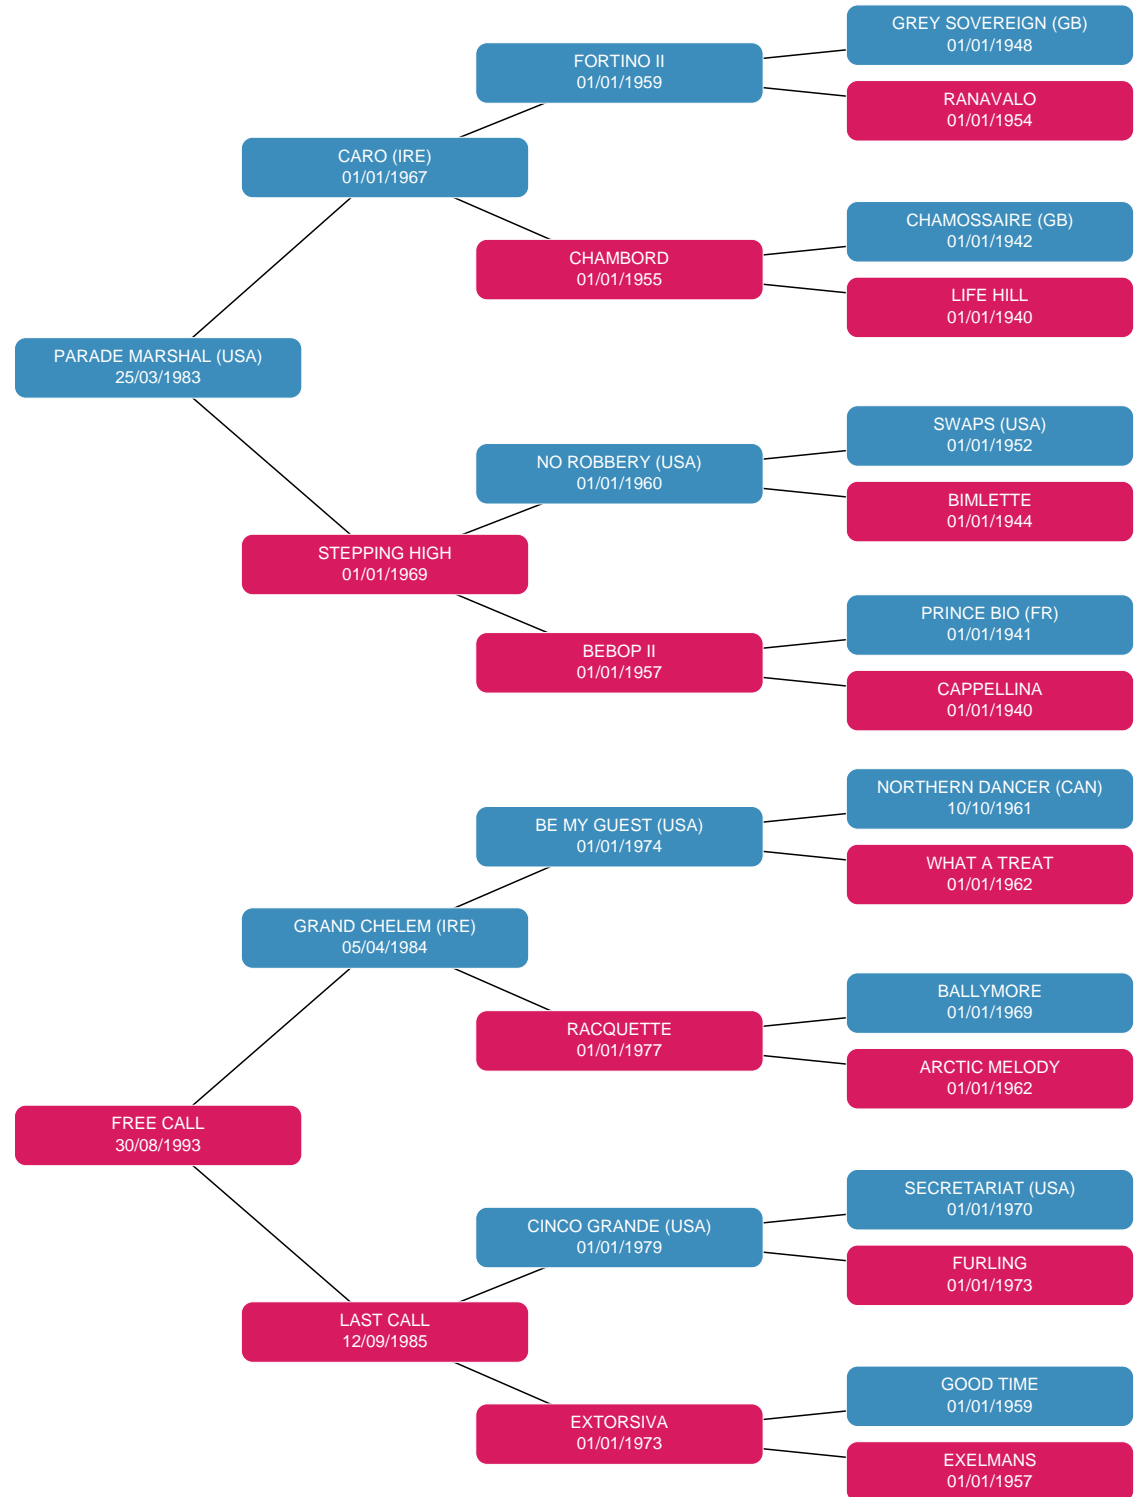 GREY SOVEREIGN (GB)
01/01/1948
FORTINO II
01/01/1959
RANAVALO
01/01/1954
CARO (IRE)
01/01/1967
CHAMOSSAIRE (GB)
01/01/1942
CHAMBORD
01/01/1955
LIFE HILL
01/01/1940
PARADE MARSHAL (USA)
25/03/1983
SWAPS (USA)
01/01/1952
NO ROBBERY (USA)
01/01/1960
BIMLETTE
01/01/1944
STEPPING HIGH
01/01/1969
PRINCE BIO (FR)
01/01/1941
BEBOP II
01/01/1957
CAPPELLINA
01/01/1940
NORTHERN DANCER (CAN)
10/10/1961
BE MY GUEST (USA)
01/01/1974
WHAT A TREAT
01/01/1962
GRAND CHELEM (IRE)
05/04/1984
BALLYMORE
01/01/1969
RACQUETTE
01/01/1977
ARCTIC MELODY
01/01/1962
FREE CALL
30/08/1993
SECRETARIAT (USA)
01/01/1970
CINCO GRANDE (USA)
01/01/1979
FURLING
01/01/1973
LAST CALL
12/09/1985
GOOD TIME
01/01/1959
EXTORSIVA
01/01/1973
EXELMANS
01/01/1957